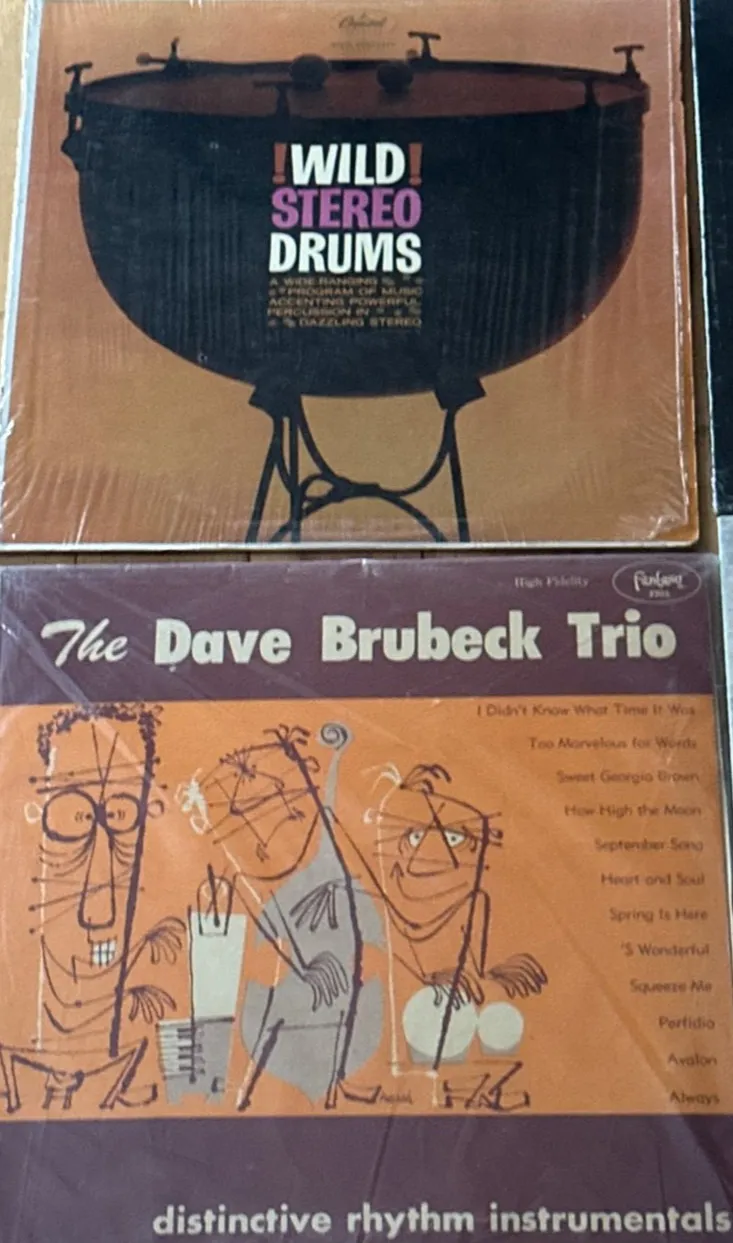 Capitol
!WILD!
STEREO
DRUMS
A WIDE-RANGING
PROGRAM OF MUSIC
ACCENTING POWERFUL
PERCUSSION IN
DAZZLING STEREO
High Fidelity
Fantasy
The Dave Brubeck Trio
I Didn't Know What Time It Was
Too Marvelous for Words
Sweet Georgia Brown
How High the Moon
September Song
Heart and Soul
Spring Is Here
'S Wonderful
Squeeze Me
Perfidia
Avalon
Always
distinctive rhythm instrumentals